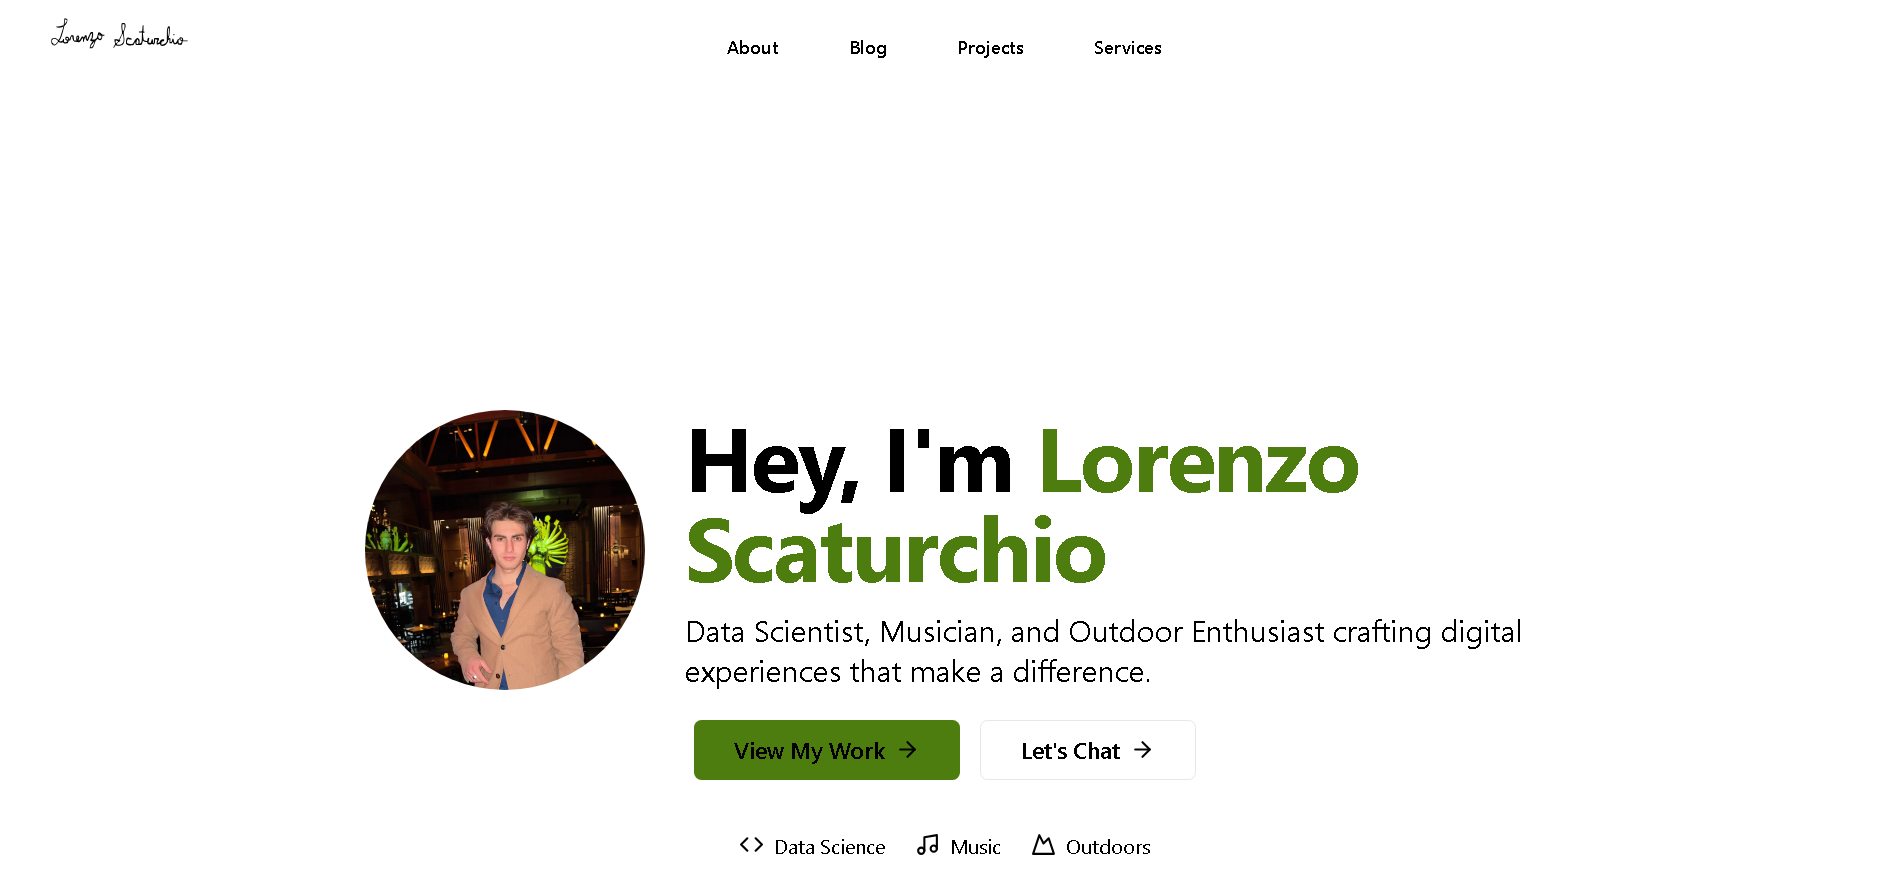 Lorenzo Scaturchio
About Blog Projects Services
Hey, I'm Lorenzo
Scaturchio
Data Scientist, Musician, and Outdoor Enthusiast crafting digital
experiences that make a difference.
View My Work Let's Chat
Data Science Music Outdoors